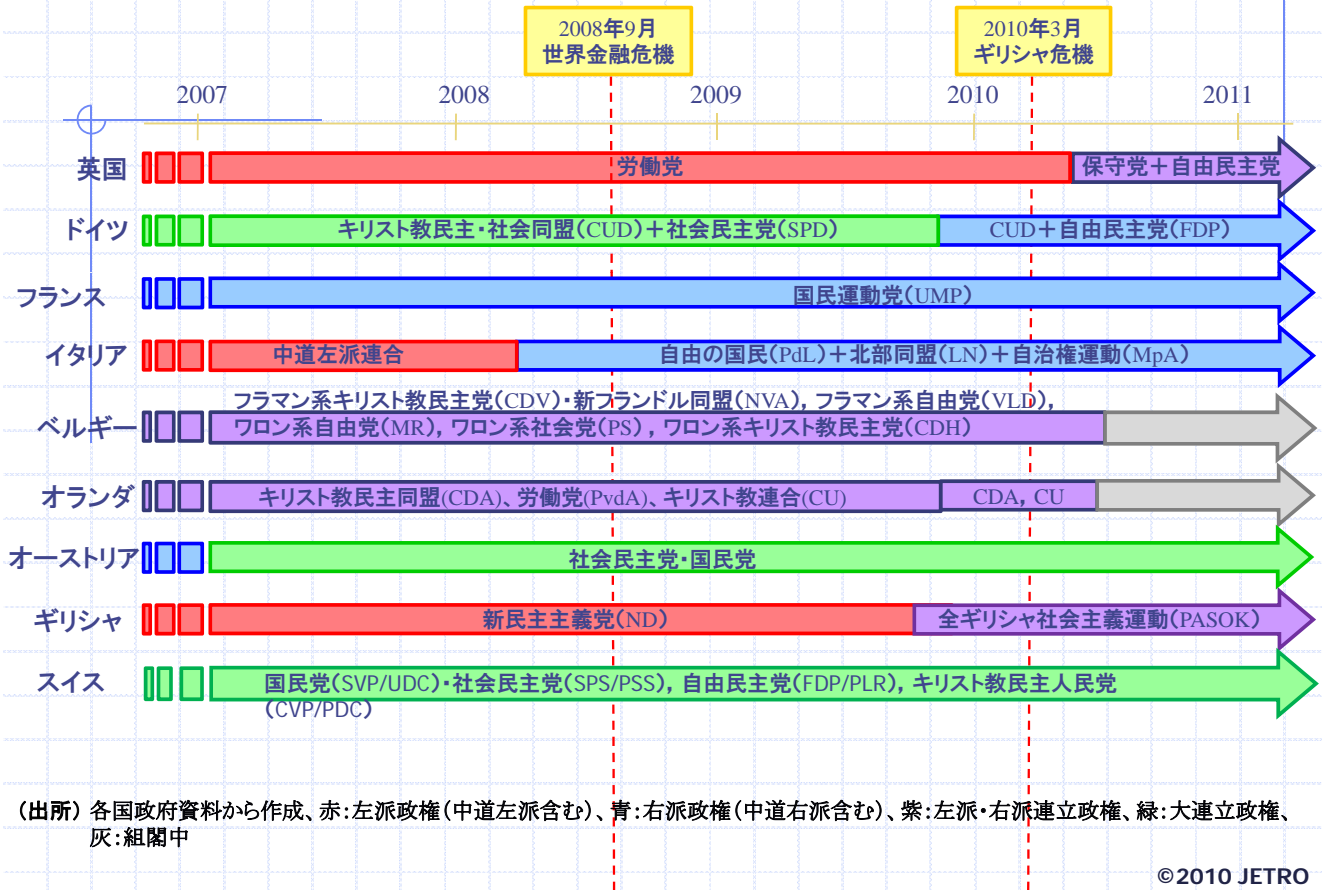 2008年9月
世界金融危機
2010年3月
ギリシャ危機
2007
2008
2009
2010
2011
英国
労働党
保守党＋自由民主党
ドイツ
キリスト教民主・社会同盟(CUD)＋社会民主党(SPD)
CUD＋自由民主党(FDP)
フランス
国民運動党(UMP)
イタリア
中道左派連合
自由の国民(PdL)＋北部同盟(LN)＋自治権運動(MpA)
ベルギー
フラマン系キリスト教民主党(CDV)・新フランドル同盟(NVA), フラマン系自由党(VLD),
ワロン系自由党(MR), ワロン系社会党(PS) , ワロン系キリスト教民主党(CDH)
オランダ
キリスト教民主同盟(CDA)、労働党(PvdA)、キリスト教連合(CU)
CDA, CU
オーストリア
社会民主党・国民党
ギリシャ
新民主主義党(ND)
全ギリシャ社会主義運動(PASOK)
スイス
国民党(SVP/UDC)・社会民主党(SPS/PSS), 自由民主党(FDP/PLR), キリスト教民主人民党
(CVP/PDC)
（出所）各国政府資料から作成、赤：左派政権（中道左派含む）、青：右派政権（中道右派含む）、紫：左派・右派連立政権、緑：大連立政権、
灰：組閣中
©2010 JETRO